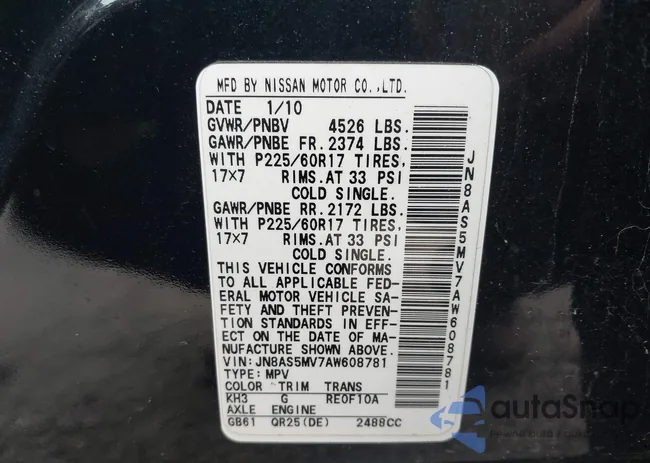 MFD BY NISSAN MOTOR CO.,LTD.
DATE 1/10
GVWR/PNBV 4526 LBS.
GAWR/PNBE FR. 2374 LBS.
WITH P225/60R17 TIRES,
17×7 RIMS. AT 33 PSI
COLD SINGLE.
GAWR/PNBE RR. 2172 LBS.
WITH P225/60R17 TIRES,
17×7 RIMS. AT 33 PSI
COLD SINGLE.
THIS VEHICLE CONFORMS
TO ALL APPLICABLE FED-
ERAL MOTOR VEHICLE SA-
FETY AND THEFT PREVEN-
TION STANDARDS IN EFF-
ECT ON THE DATE OF MA-
NUFACTURE SHOWN ABOVE.
VIN: JN8AS5MV7AW608781
TYPE: MPV
COLOR TRIM TRANS
KH3 G RE0F10A
AXLE ENGINE
GB61 QR25(DE) 2488CC
JN8AS5MV7AW608781
autoSnap